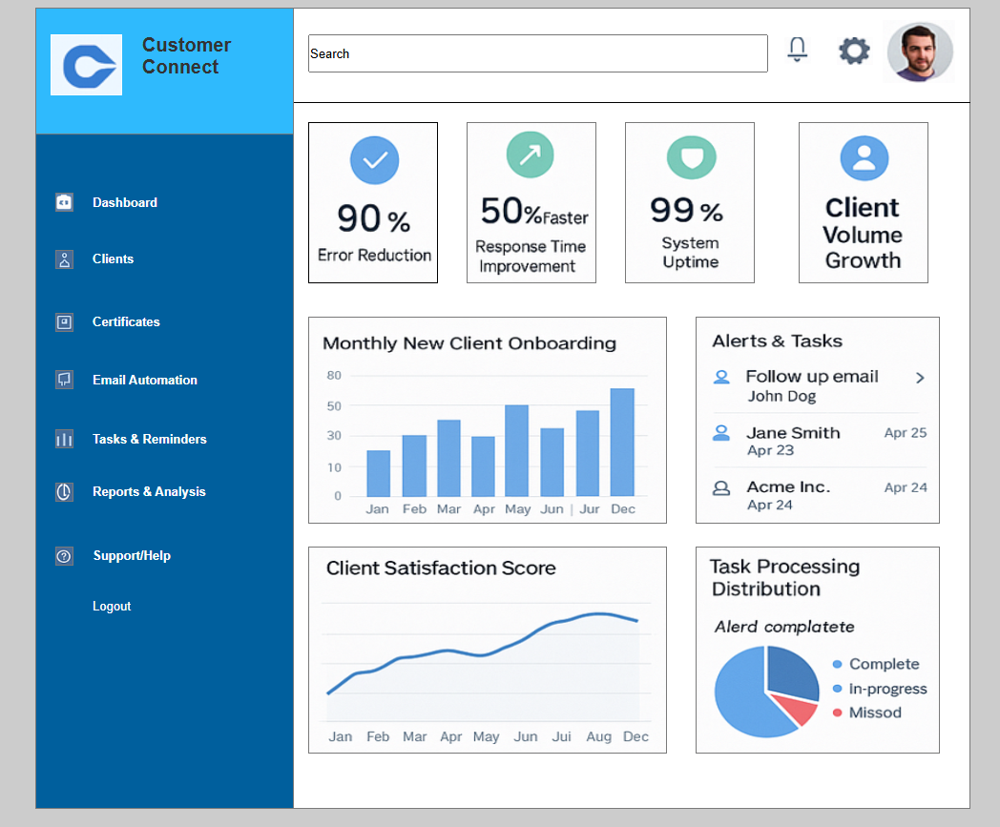 Customer
Connect
Search
Dashboard
Clients
Certificates
Email Automation
Tasks & Reminders
Reports & Analysis
Support/Help
Logout
90 %
Error Reduction
50% Faster
Response Time
Improvement
99 %
System
Uptime
Client
Volume
Growth
Monthly New Client Onboarding
80
50
30
10
0
Jan Feb Mar Apr May Jun | Jur Dec
Alerts & Tasks
Follow up email >
John Dog
Jane Smith Apr 25
Apr 23
Acme Inc. Apr 24
Apr 24
Client Satisfaction Score
Jan Feb Mar Apr May Jun Jui Aug Dec
Task Processing
Distribution
Alerd complatete
Complete
In-progress
Missod